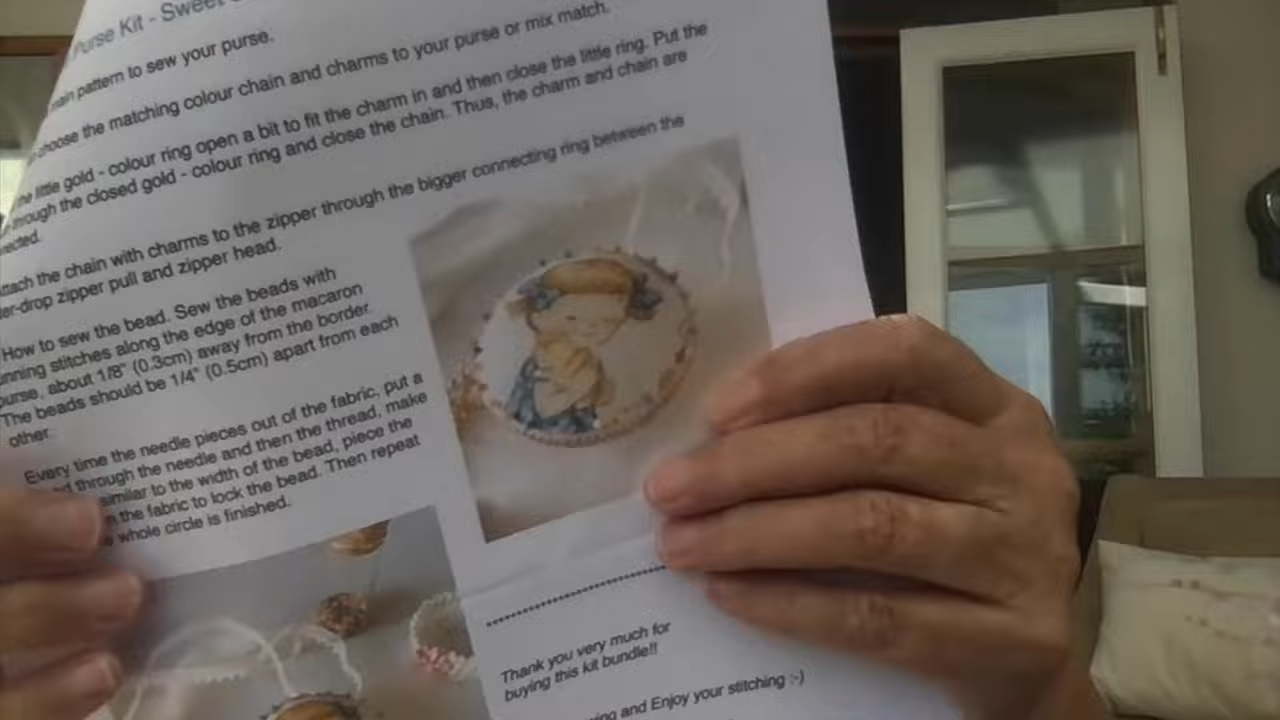 Purse Kit - Sweet
pattern to sew your purse.
choose the matching colour chain and charms to your purse or mix match.
the little gold - colour ring open a bit to fit the charm in and then close the little ring. Put the
through the closed gold - colour ring and close the chain. Thus, the charm and chain are
attach the chain with charms to the zipper through the bigger connecting ring between the
er-drop zipper pull and zipper head.
How to sew the bead. Sew the beads with
unning stitches along the edge of the macaron
purse, about 1/8" (0.3cm) away from the border.
The beads should be 1/4" (0.5cm) apart from each
other.
Every time the needle pieces out of the fabric, put a
through the needle and then the thread, make
similar to the width of the bead, piece the
the fabric to lock the bead. Then repeat
whole circle is finished.
Thank you very much for
buying this kit bundle!!
and Enjoy your stitching :-)